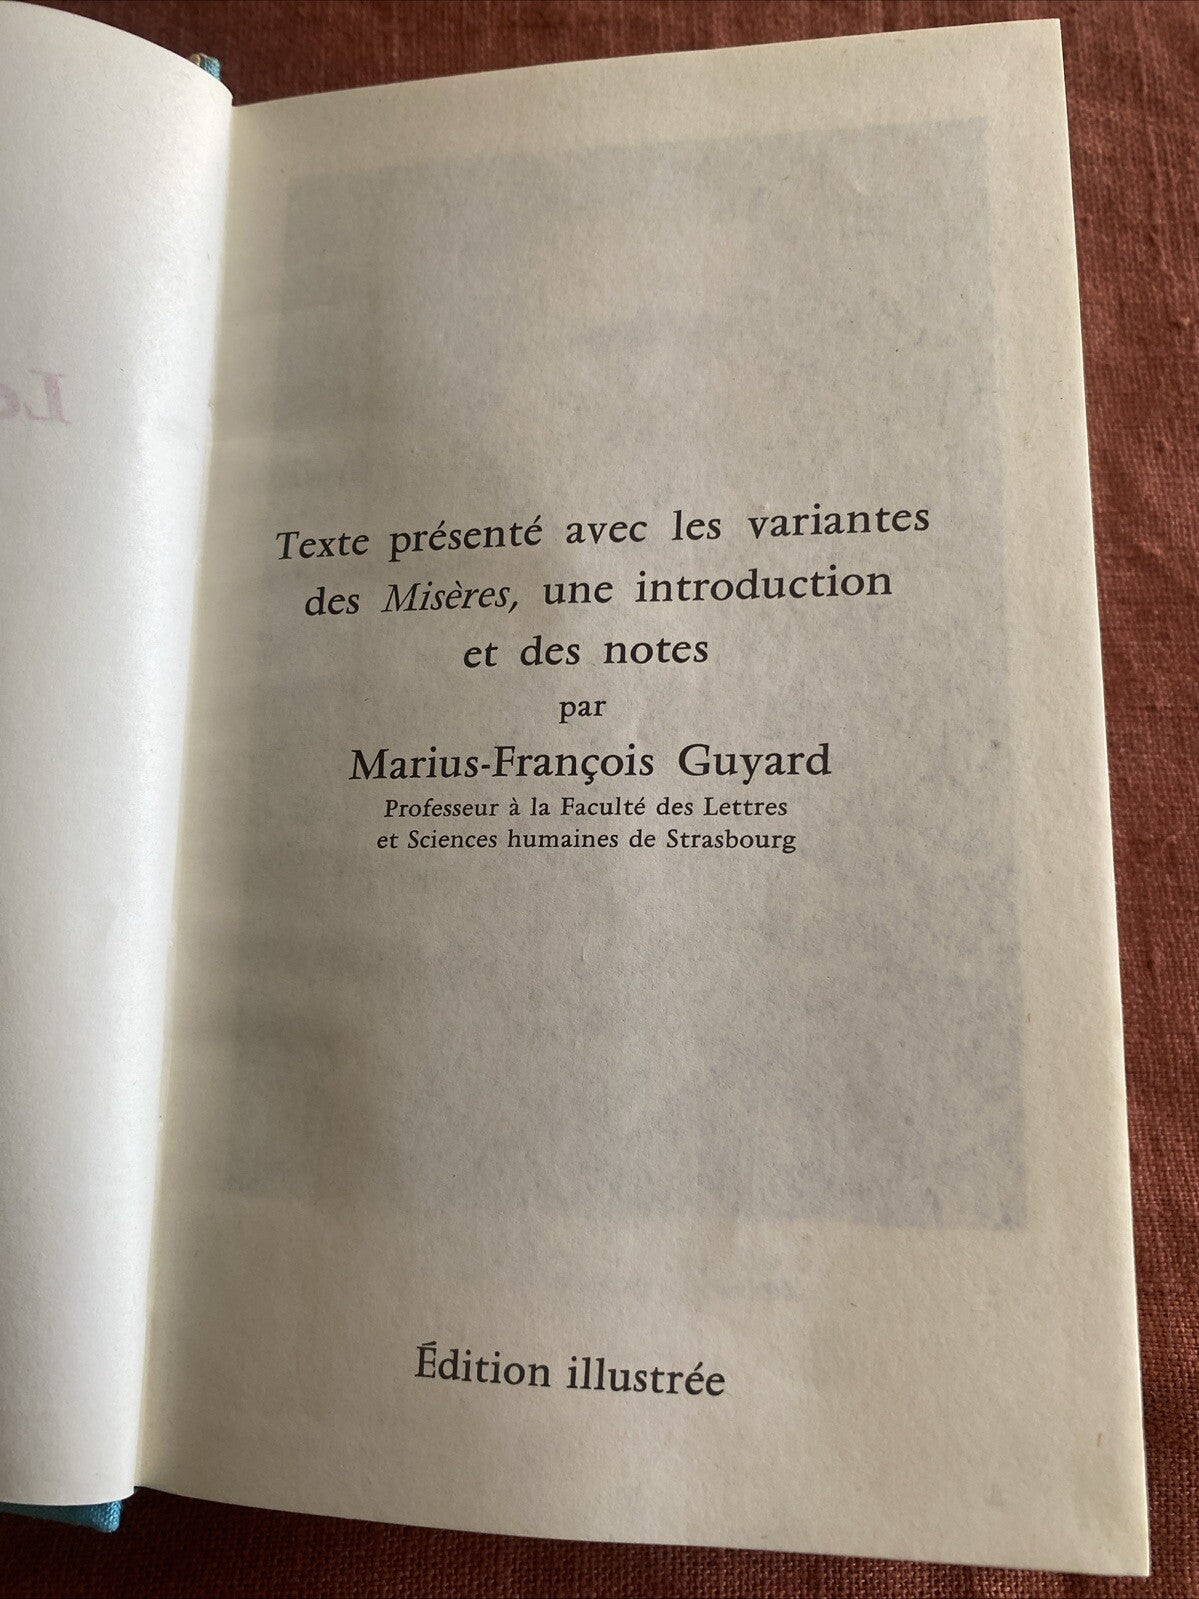 Texte présenté avec les variantes
des Misères, une introduction
et des notes
par
Marius-François Guyard
Professeur à la Faculté des Lettres
et Sciences humaines de Strasbourg
Édition illustrée